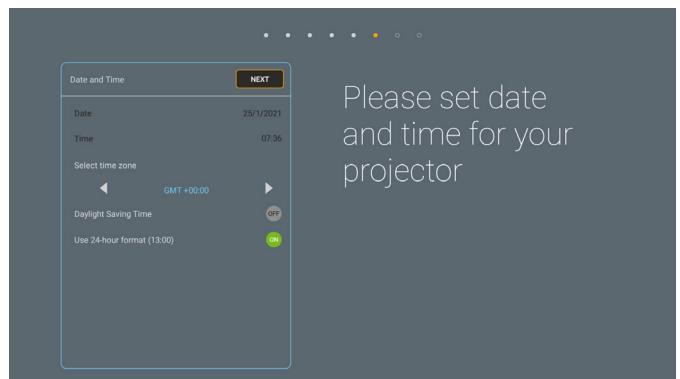 Date and Time
NEXT
Date
25/1/2021
Time
07:36
Select time zone
GMT +00:00
Daylight Saving Time
OFF
Use 24-hour format (13:00)
ON
Please set date
and time for your
projector